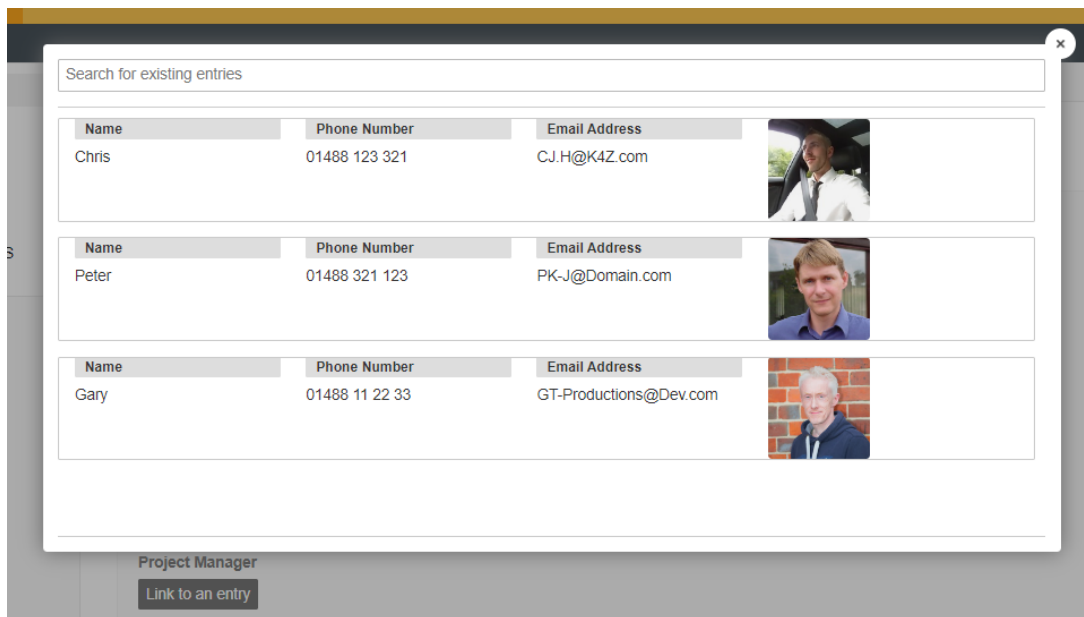 ×
Search for existing entries
Name Phone Number Email Address
Chris 01488 123 321 CJ.H@K4Z.com
Name Phone Number Email Address
Peter 01488 321 123 PK-J@Domain.com
Name Phone Number Email Address
Gary 01488 11 22 33 GT-Productions@Dev.com
Project Manager
Link to an entry